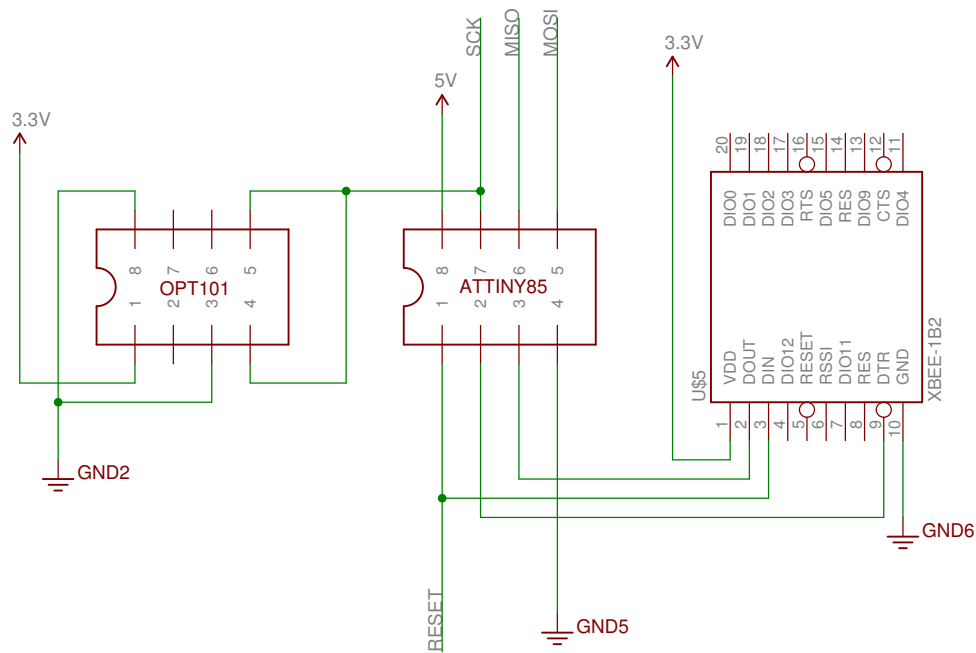 SCK
MISO
MOSI
3.3V
5V
3.3V
20
19
18
17
16
15
14
13
12
11
DIO0
DIO1
DIO2
DIO3
RTS
DIO5
RES
DIO9
CTS
DIO4
8
7
6
5
OPT101
1
2
3
4
8
7
6
5
ATTINY85
1
2
3
4
U$5
VDD
DOUT
DIN
DIO12
RESET
RSSI
DIO11
RES
DTR
GND
XBEE-1B2
1
2
3
4
5
6
7
8
9
10
GND2
GND6
RESET
GND5